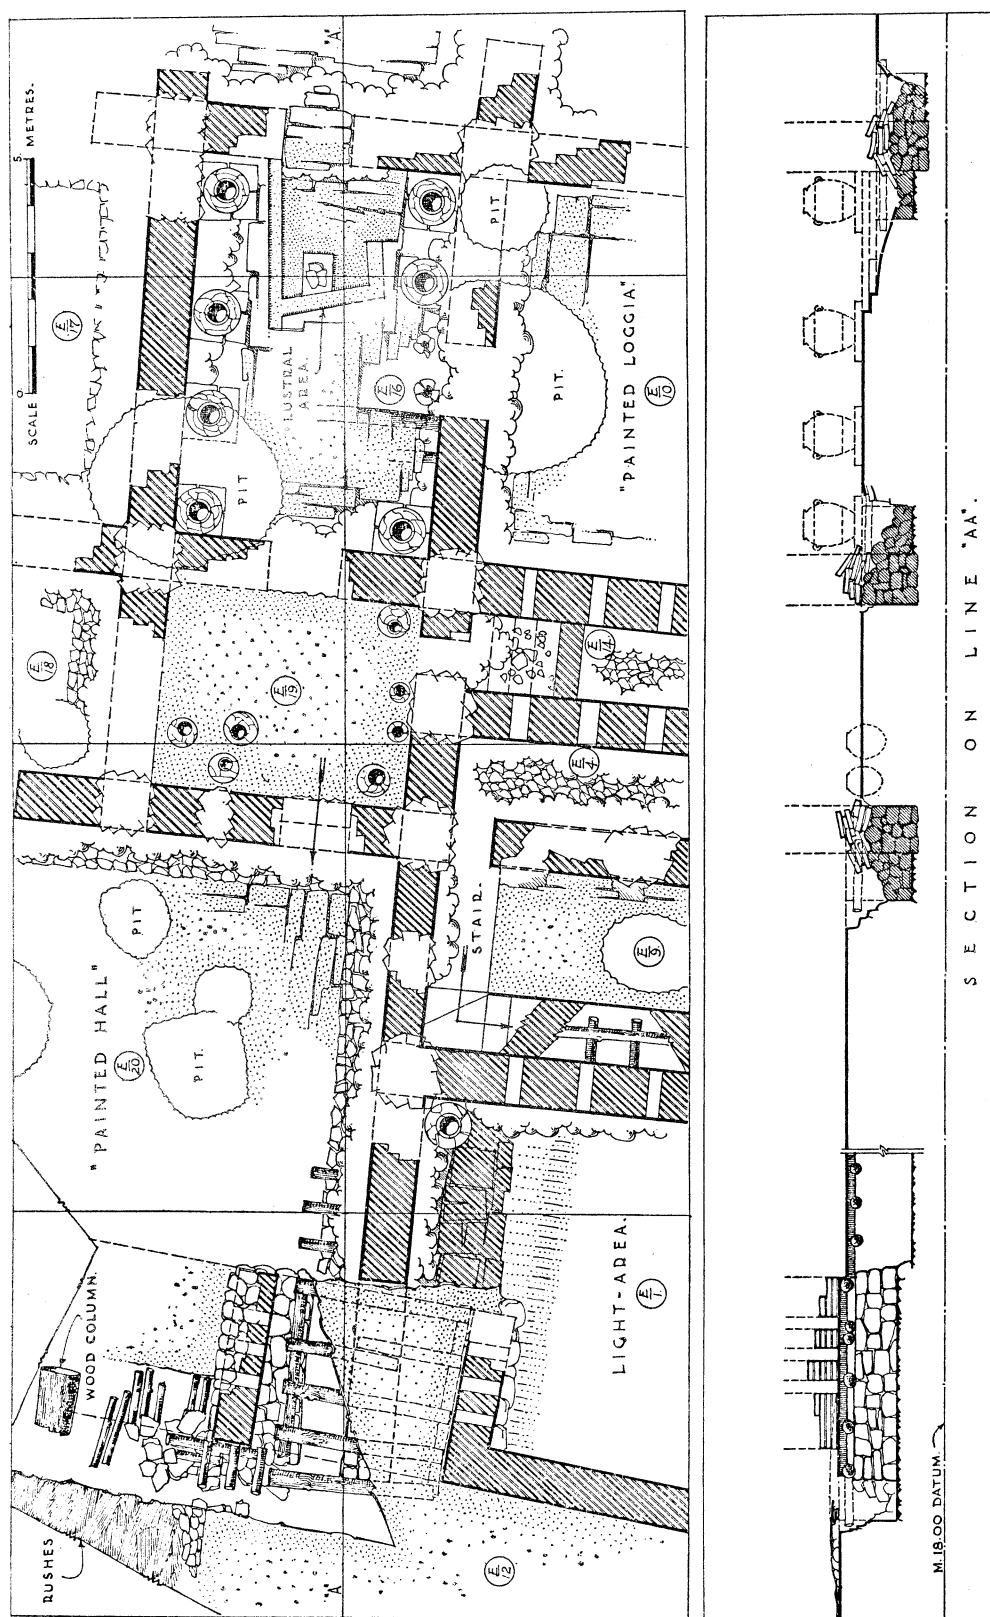 "A"
SCALE 0 5 METRES.
E/17
LUSTRAL
AREA
PIT
PIT.
"PAINTED LOGGIA"
E/10
E/16
PIT
E/18
E/19
E/14
E/4
STAIR.
E/9
PIT
PIT.
"PAINTED HALL"
E/20
WOOD COLUMN.
LIGHT-AREA.
E/1
RUSHES
"A"
E/12
SECTION ON LINE "AA".
M. 18·00 DATUM